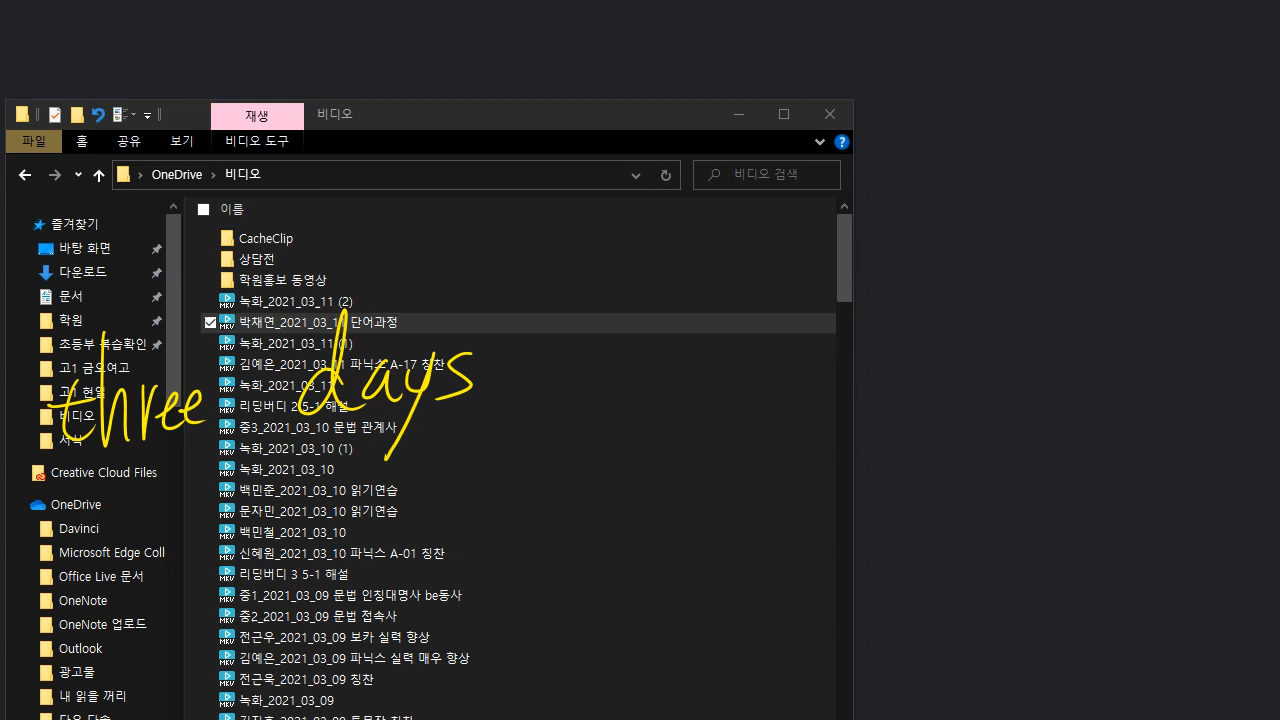 재생
비디오
파일
홈
공유
보기
비디오 도구
OneDrive
비디오
비디오 검색
즐겨찾기
바탕 화면
다운로드
문서
학원
초등부 복습확인
고1 금오여고
고1 현일
비디오
서식
Creative Cloud Files
OneDrive
Davinci
Microsoft Edge Coll
Office Live 문서
OneNote
OneNote 업로드
Outlook
광고물
내 읽을 꺼리
이름
CacheClip
상담전
학원홍보 동영상
녹화_2021_03_11 (2)
박채연_2021_03_11 단어과정
녹화_2021_03_11 (1)
김예은_2021_03_11 파닉스 A-17 칭찬
녹화_2021_03_11
리딩버디 2 5-1 해설
중3_2021_03_10 문법 관계사
녹화_2021_03_10 (1)
녹화_2021_03_10
백민준_2021_03_10 읽기연습
문자민_2021_03_10 읽기연습
백민철_2021_03_10
신혜원_2021_03_10 파닉스 A-01 칭찬
리딩버디 3 5-1 해설
중1_2021_03_09 문법 인칭대명사 be동사
중2_2021_03_09 문법 접속사
전근우_2021_03_09 보카 실력 향상
김예은_2021_03_09 파닉스 실력 매우 향상
전근욱_2021_03_09 칭찬
녹화_2021_03_09
three days